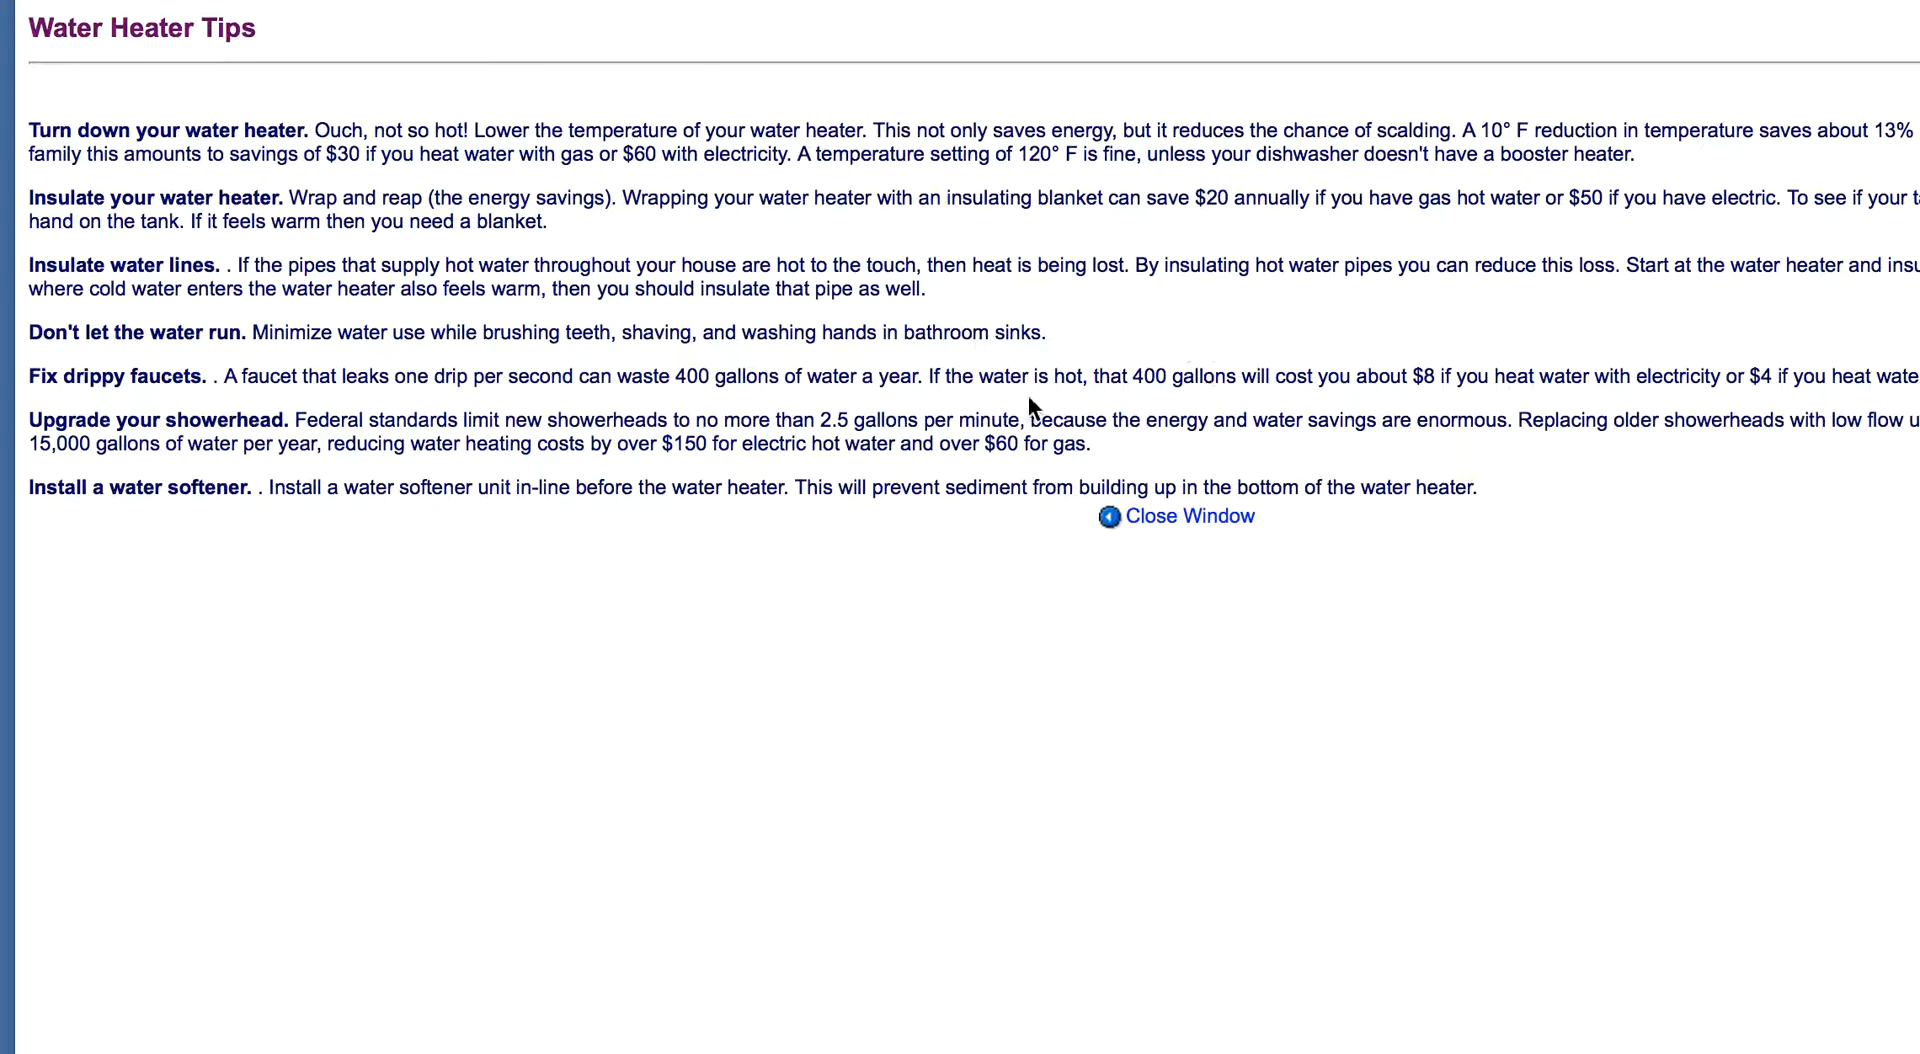 Water Heater Tips
Turn down your water heater. Ouch, not so hot! Lower the temperature of your water heater. This not only saves energy, but it reduces the chance of scalding. A 10° F reduction in temperature saves about 13%
family this amounts to savings of $30 if you heat water with gas or $60 with electricity. A temperature setting of 120° F is fine, unless your dishwasher doesn't have a booster heater.
Insulate your water heater. Wrap and reap (the energy savings). Wrapping your water heater with an insulating blanket can save $20 annually if you have gas hot water or $50 if you have electric. To see if your
hand on the tank. If it feels warm then you need a blanket.
Insulate water lines. . If the pipes that supply hot water throughout your house are hot to the touch, then heat is being lost. By insulating hot water pipes you can reduce this loss. Start at the water heater and
where cold water enters the water heater also feels warm, then you should insulate that pipe as well.
Don't let the water run. Minimize water use while brushing teeth, shaving, and washing hands in bathroom sinks.
Fix drippy faucets. . A faucet that leaks one drip per second can waste 400 gallons of water a year. If the water is hot, that 400 gallons will cost you about $8 if you heat water with electricity or $4 if you heat
Upgrade your showerhead. Federal standards limit new showerheads to no more than 2.5 gallons per minute, because the energy and water savings are enormous. Replacing older showerheads with low flow
15,000 gallons of water per year, reducing water heating costs by over $150 for electric hot water and over $60 for gas.
Install a water softener. . Install a water softener unit in-line before the water heater. This will prevent sediment from building up in the bottom of the water heater.
Close Window